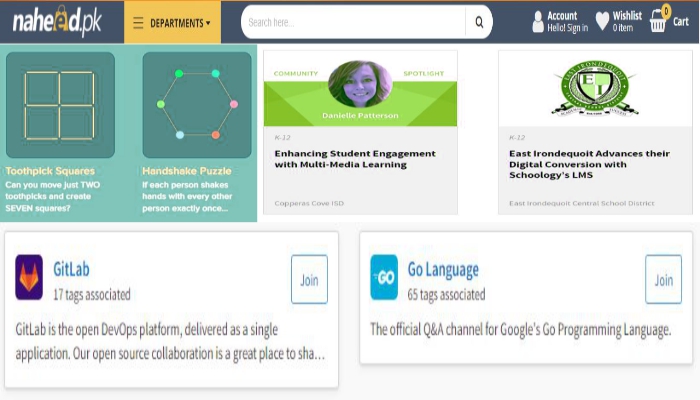 naheed.pk
DEPARTMENTS
Search here...
Account
Hello! Sign in
Wishlist
0 item
0
Cart
Toothpick Squares
Can you move just TWO
toothpicks and create
SEVEN squares?
Handshake Puzzle
If each person shakes
hands with every other
person exactly once...
COMMUNITY
SPOTLIGHT
Danielle Patterson
K-12
Enhancing Student Engagement
with Multi-Media Learning
Copperas Cove ISD
EAST IRONDEQUOIT
E I
K-12
East Irondequoit Advances their
Digital Conversion with
Schoology's LMS
East Irondequoit Central School District
GitLab
17 tags associated
Join
GitLab is the open DevOps platform, delivered as a single
application. Our open source collaboration is a great place to sha...
GO
Go Language
65 tags associated
Join
The official Q&A channel for Google's Go Programming Language.